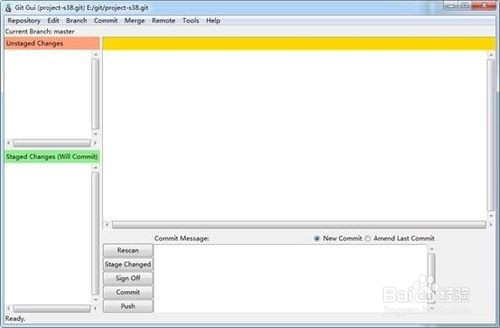 Git Gui (project-s38.git) E:/git/project-s38.git
Repository Edit Branch Commit Merge Remote Tools Help
Current Branch: master
Unstaged Changes
Staged Changes (Will Commit)
Commit Message:
New Commit
Amend Last Commit
Rescan
Stage Changed
Sign Off
Commit
Push
Ready.
Baidu 经验